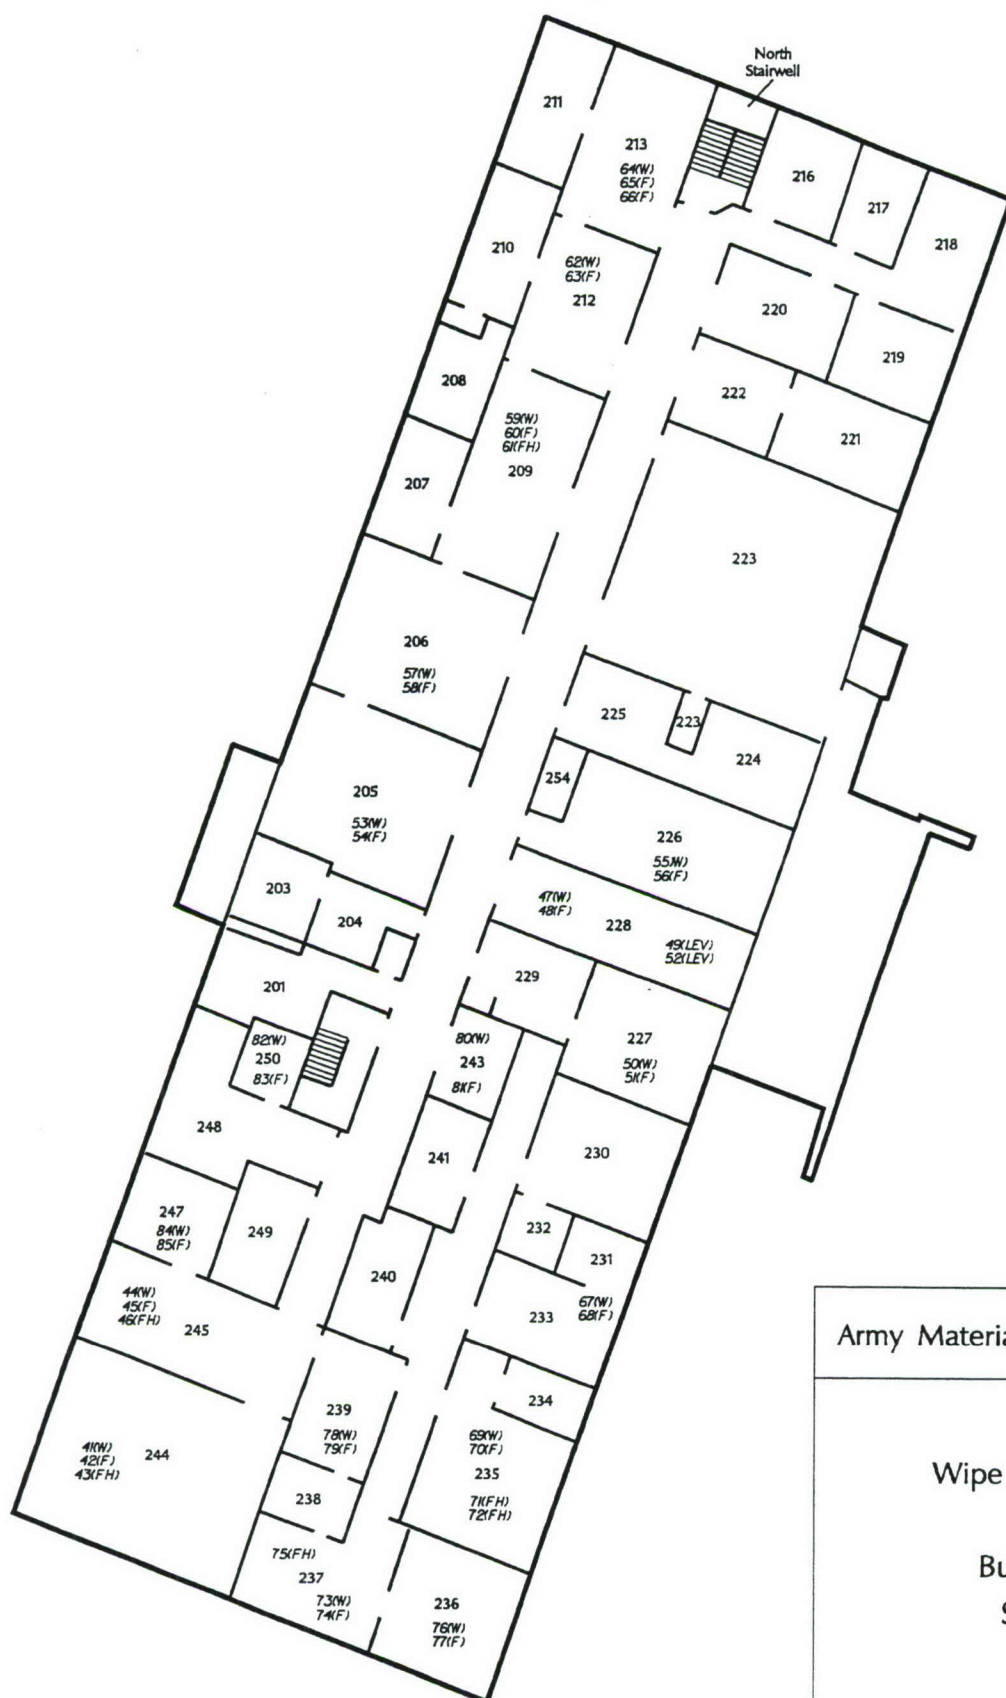 North
Stairwell
211
213
64(W)
65(F)
66(F)
216
217
218
210
62(W)
63(F)
212
220
219
208
222
221
59(W)
60(F)
61(FH)
209
207
223
206
57(W)
58(F)
225
223
224
254
205
53(W)
54(F)
226
55(W)
56(F)
203
204
47(W)
48(F)
228
49(LEV)
52(LEV)
229
201
82(W)
250
83(F)
80(W)
243
81(F)
227
50(W)
51(F)
248
241
230
247
84(W)
85(F)
249
232
231
240
44(W)
45(F)
46(FH)
245
67(W)
68(F)
233
234
239
78(W)
79(F)
69(W)
70(F)
235
71(FH)
72(FH)
41(W)
42(F)
43(FH)
244
238
75(FH)
237
73(W)
74(F)
236
76(W)
77(F)
Army Materia
Wipe
Bu
S